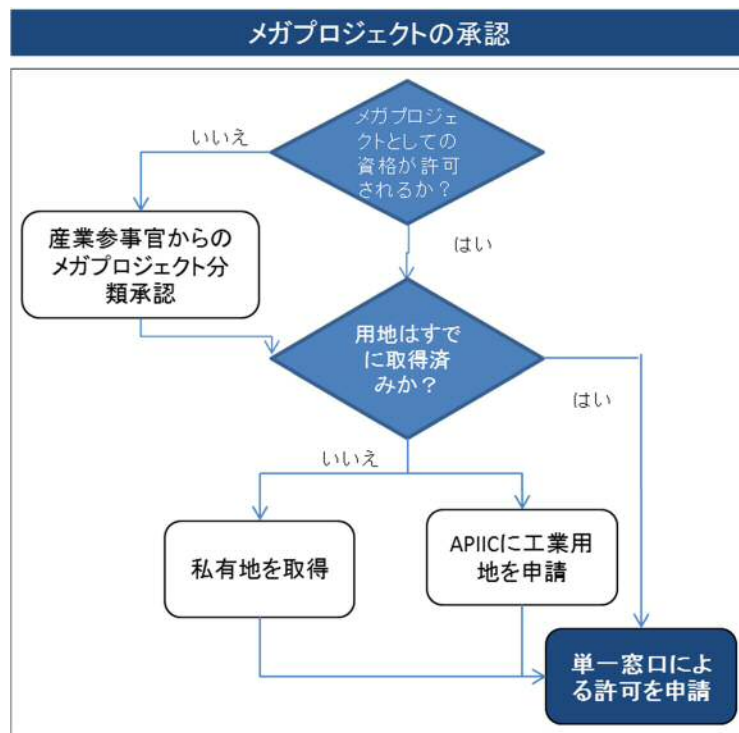 メガプロジェクトの承認
メガプロジェ
クトとしての
資格が許可
されるか？
いいえ
はい
産業参事官からの
メガプロジェクト分
類承認
用地はすで
に取得済
みか？
はい
いいえ
私有地を取得
APIICに工業用
地を申請
単一窓口によ
る許可を申請